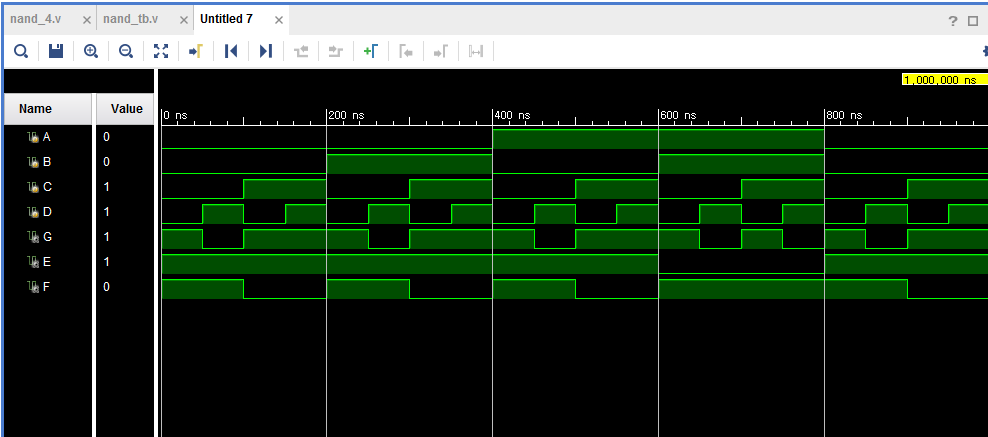 nand_4.v × nand_tb.v × Untitled 7 ×
?
1,000,000 ns
Name Value
0 ns 200 ns 400 ns 600 ns 800 ns
A 0
B 0
C 1
D 1
G 1
E 1
F 0